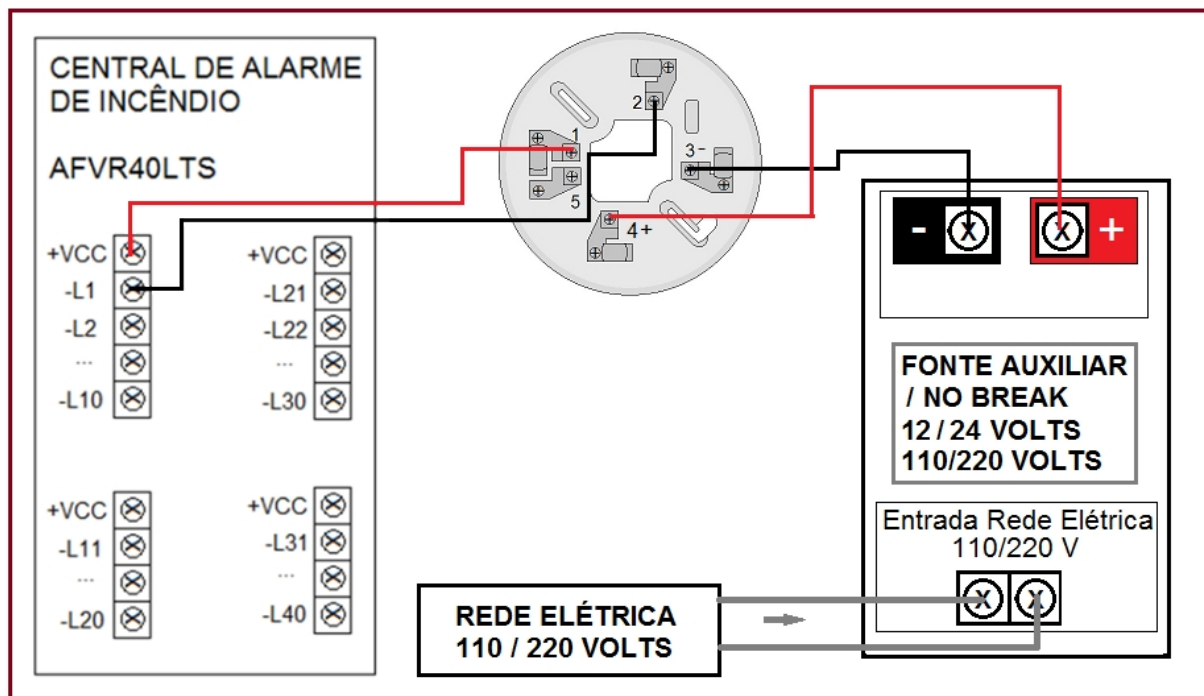 CENTRAL DE ALARME
DE INCÊNDIO
AFVR40LTS
+VCC
-L1
-L2
...
-L10
+VCC
-L21
-L22
...
-L30
+VCC
-L11
...
-L20
+VCC
-L31
...
-L40
2
1
5
3-
4+
- X
X +
FONTE AUXILIAR
/ NO BREAK
12 / 24 VOLTS
110/220 VOLTS
Entrada Rede Elétrica
110/220 V
X X
REDE ELÉTRICA
110 / 220 VOLTS